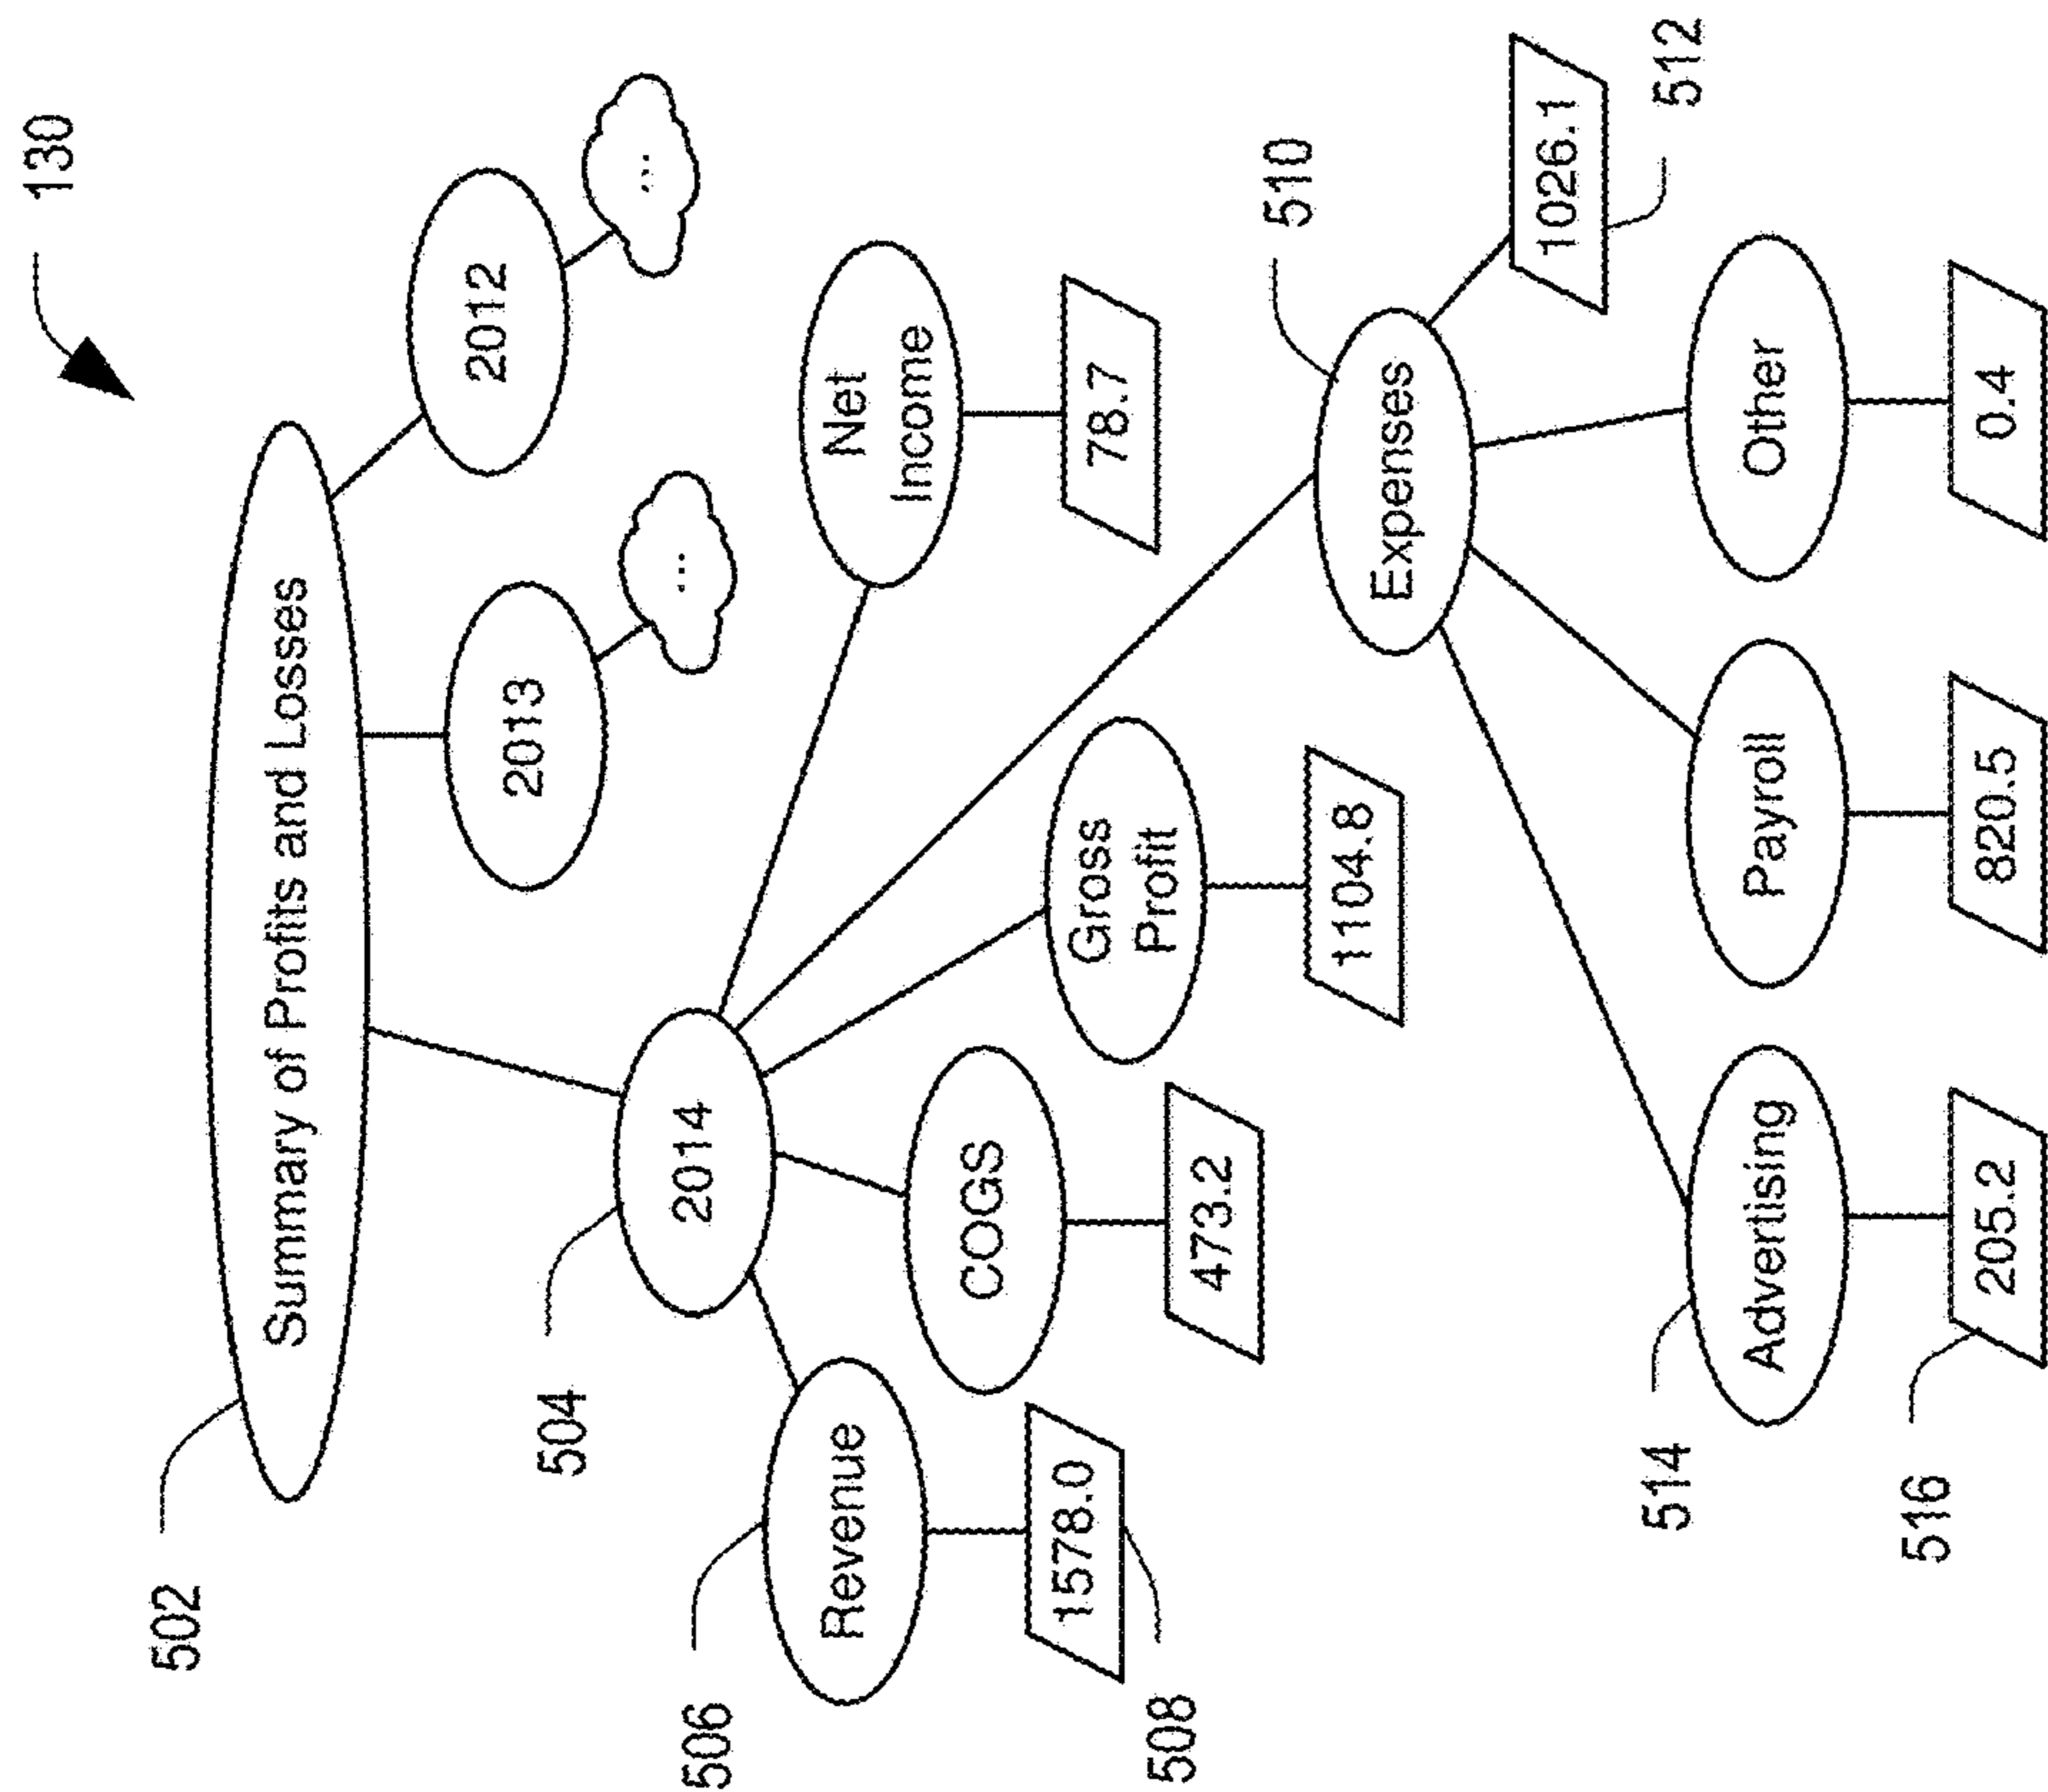 130
502
Summary of Profits and Losses
2012
...
2013
...
504
2014
506
Revenue
1578.0
508
COGS
473.2
Gross
Profit
1104.8
Net
Income
78.7
510
Expenses
1026.1
512
514
Advertising
205.2
516
Payroll
820.5
Other
0.4